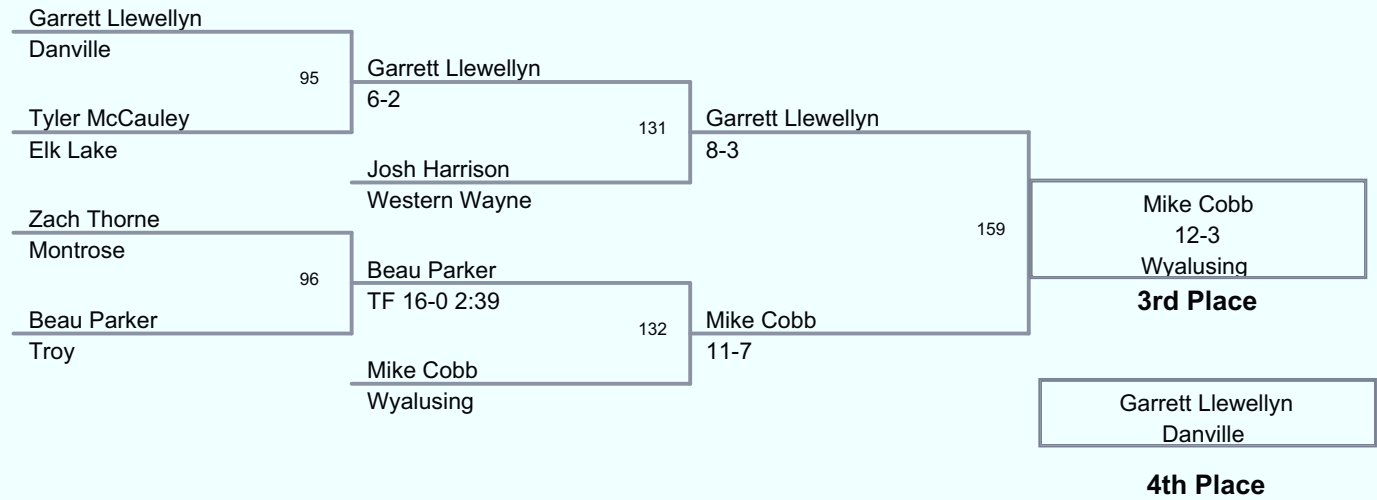 Garrett Llewellyn
Danville
95
Tyler McCauley
Elk Lake
Zach Thorne
Montrose
96
Beau Parker
Troy
Garrett Llewellyn
6-2
131
Josh Harrison
Western Wayne
Beau Parker
TF 16-0 2:39
132
Mike Cobb
Wyalusing
Garrett Llewellyn
8-3
159
Mike Cobb
11-7
Mike Cobb
12-3
Wyalusing
3rd Place
Garrett Llewellyn
Danville
4th Place